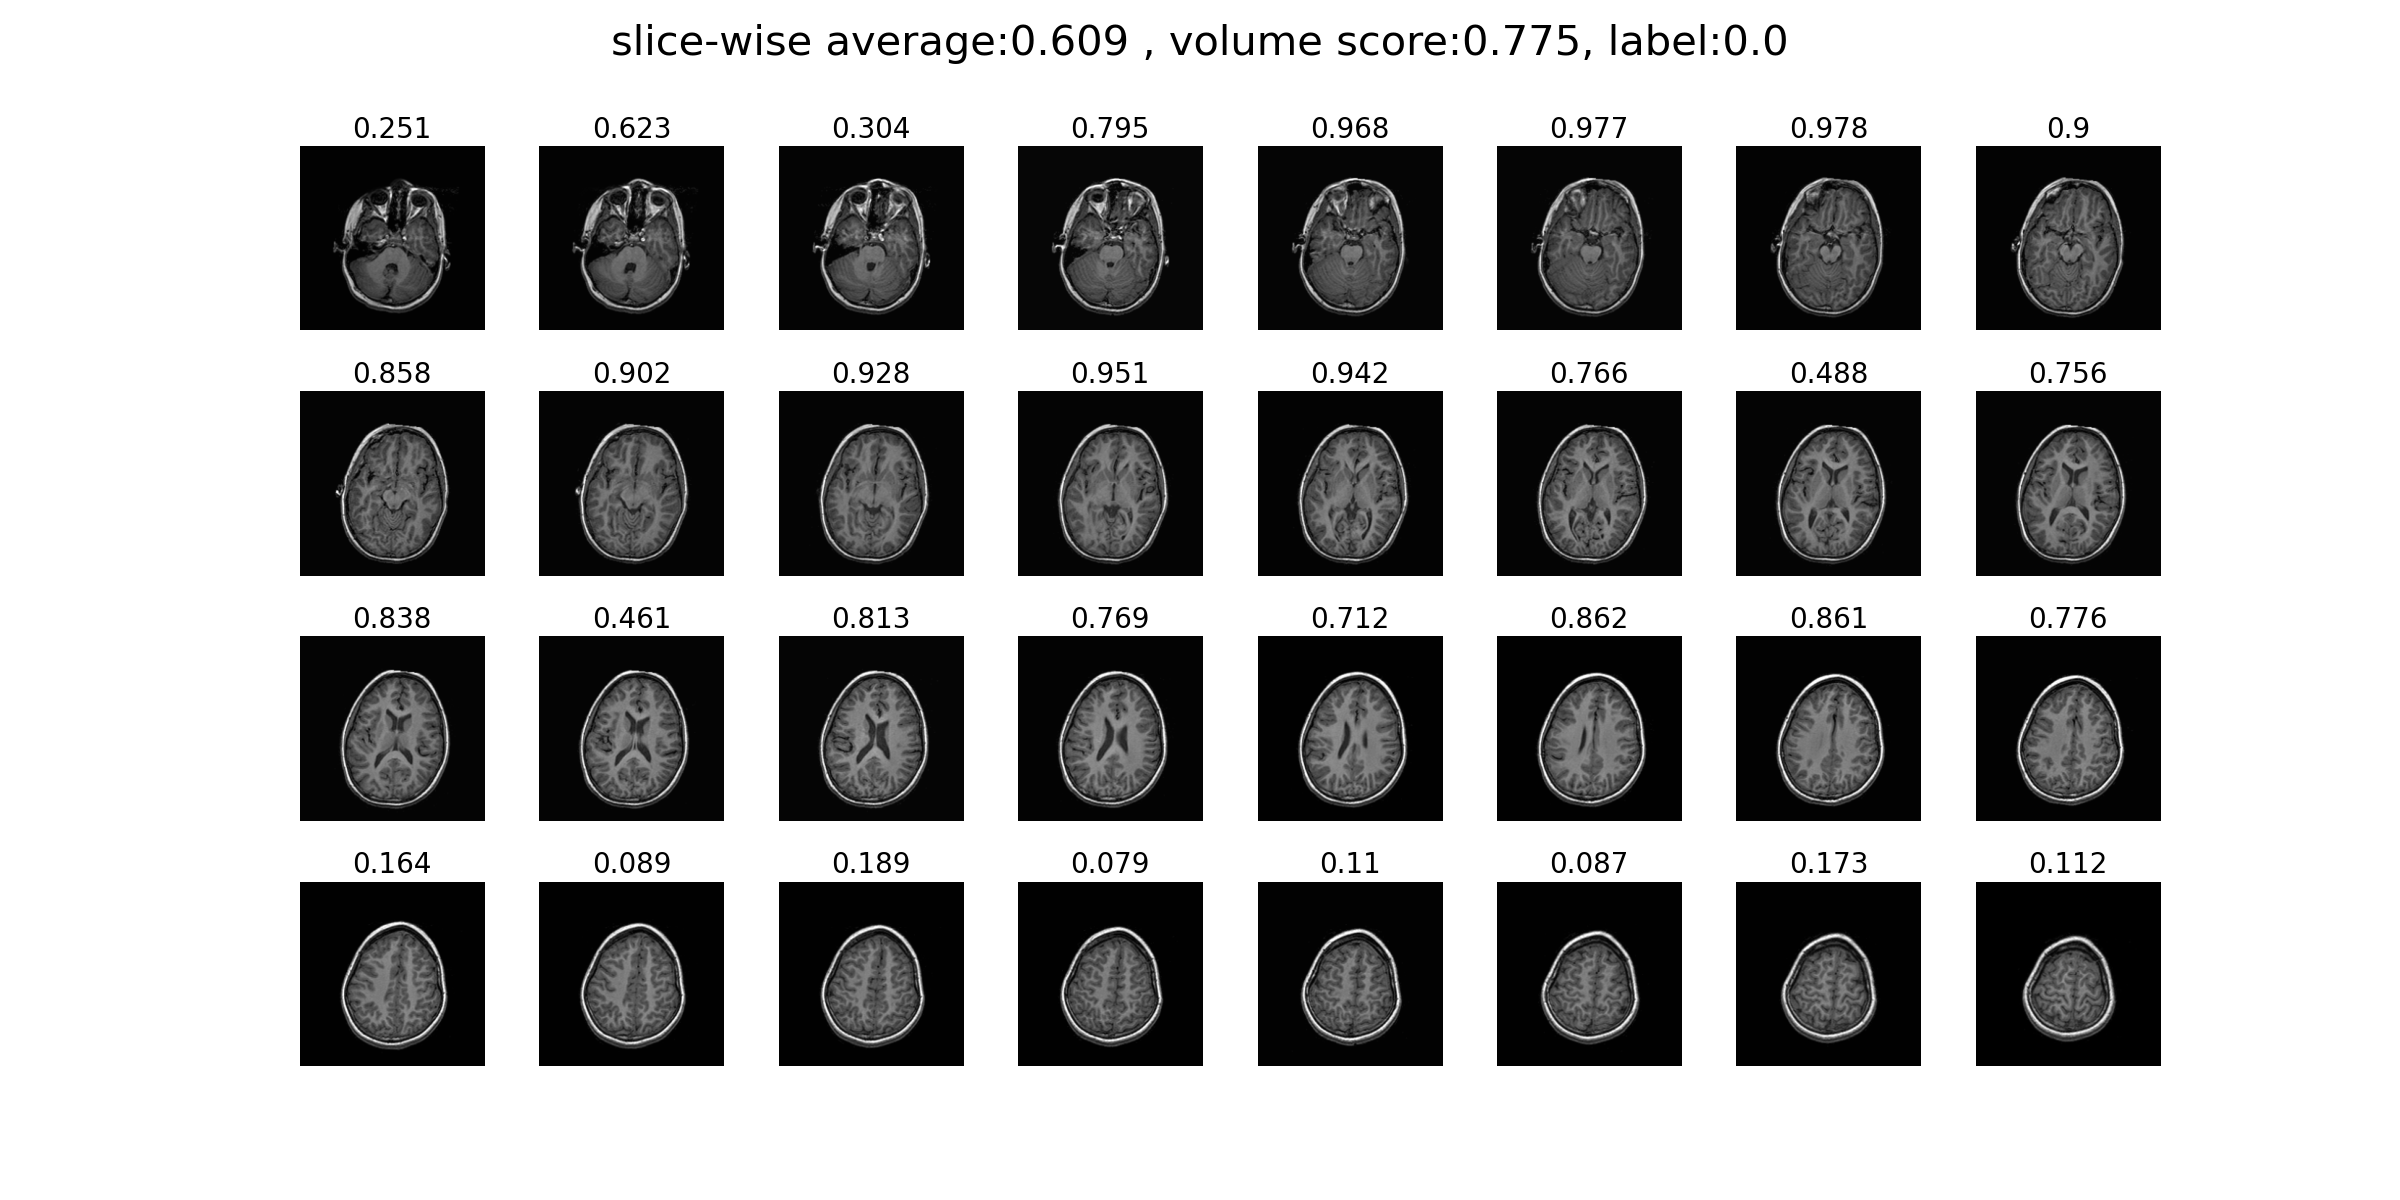 slice-wise average:0.609 , volume score:0.775, label:0.0
0.251 0.623 0.304 0.795 0.968 0.977 0.978 0.9
0.858 0.902 0.928 0.951 0.942 0.766 0.488 0.756
0.838 0.461 0.813 0.769 0.712 0.862 0.861 0.776
0.164 0.089 0.189 0.079 0.11 0.087 0.173 0.112